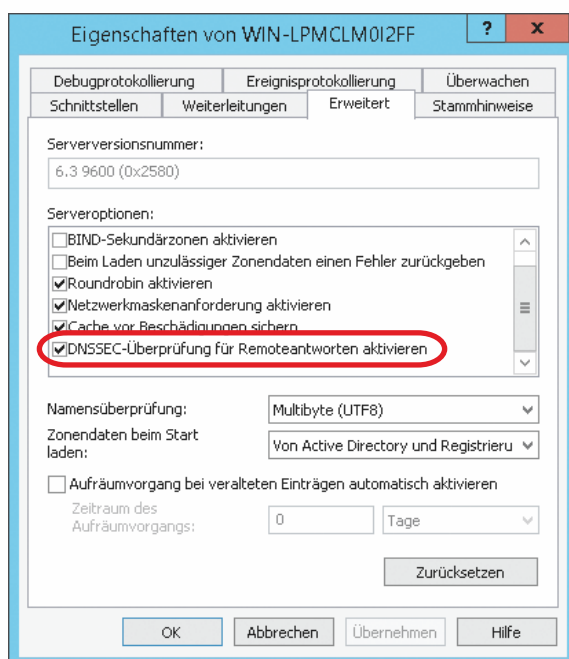 Eigenschaften von WIN-LPMCLM0I2FF
?
x
Debugprotokollierung Ereignisprotokollierung Überwachen
Schnittstellen Weiterleitungen Erweitert Stammhinweise
Serverversionsnummer:
6.3 9600 (0x2580)
Serveroptionen:
BIND-Sekundärzonen aktivieren
Beim Laden unzulässiger Zonendaten einen Fehler zurückgeben
Roundrobin aktivieren
Netzwerkmaskenanforderung aktivieren
Cache vor Beschädigungen sichern
DNSSEC-Überprüfung für Remoteantworten aktivieren
Namensüberprüfung: Multibyte (UTF8)
Zonendaten beim Start
laden: Von Active Directory und Registrieru
Aufräumvorgang bei veralteten Einträgen automatisch aktivieren
Zeitraum des
Aufräumvorgangs: 0 Tage
Zurücksetzen
OK Abbrechen Übernehmen Hilfe